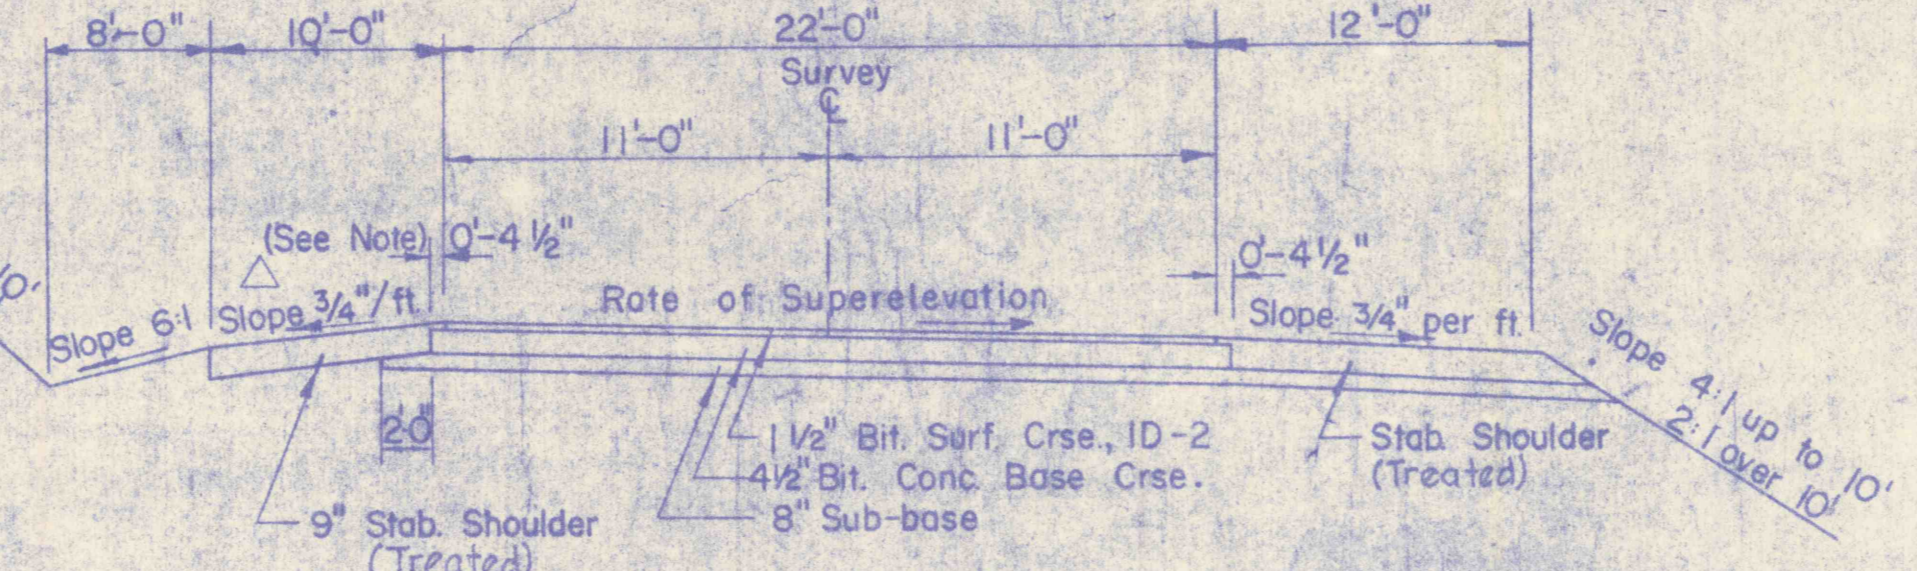 8'-0"
10'-0"
22'-0"
12'-0"
Survey
℄
11'-0"
11'-0"
(See Note)
0'-4 1/2"
0'-4 1/2"
Slope 6:1
Slope 3/4"/ft.
Rate of Superelevation
Slope 3/4" per ft.
Slope 4:1 up to 10'
2:1 over 10'
2'0"
1 1/2" Bit. Surf. Crse., ID-2
4 1/2" Bit. Conc. Base Crse.
8" Sub-base
Stab. Shoulder
(Treated)
9" Stab. Shoulder
(Treated)